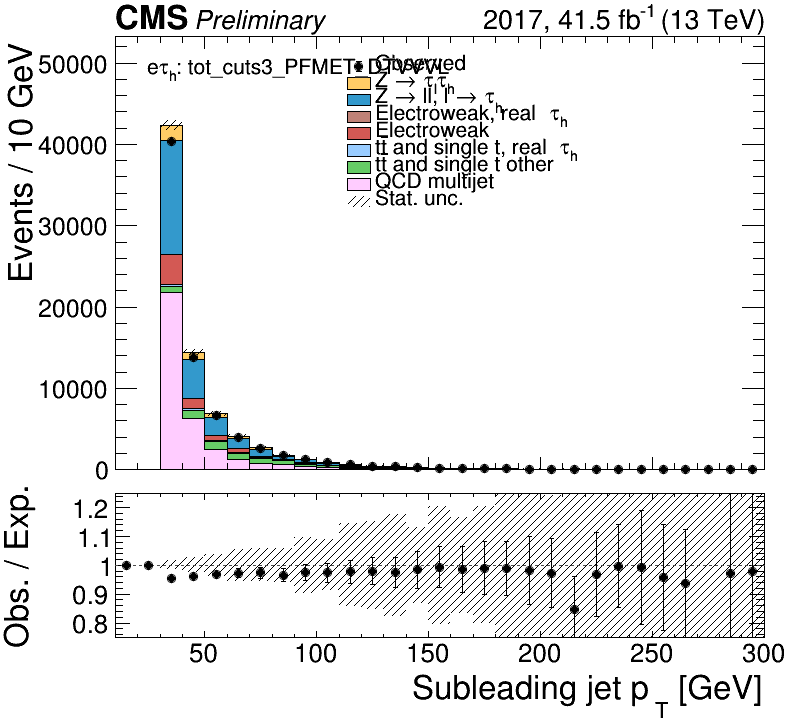 CMS Preliminary 2017, 41.5 fb⁻¹ (13 TeV)
eτh: tot_cuts3_PFMET
Observed
Z → ττh
Z → ll, l → τh
Electroweak, real τh
Electroweak
tt̄ and single t, real τh
tt̄ and single t other
QCD multijet
Stat. unc.
Events / 10 GeV
50000
40000
30000
20000
10000
0
Obs. / Exp.
1.2
1.1
1
0.9
0.8
50 100 150 200 250 300
Subleading jet pT [GeV]